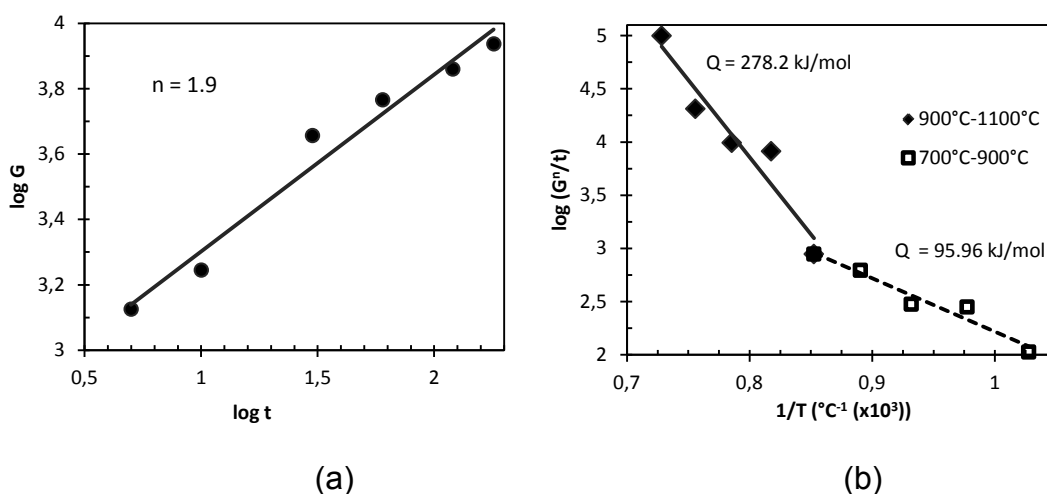 4
3,8
3,6
3,4
3,2
3
log G
n = 1.9
0,5
1
1,5
2
log t
(a)
5
4,5
4
3,5
3
2,5
2
log (Gⁿ/t)
Q = 278.2 kJ/mol
900°C-1100°C
700°C-900°C
Q = 95.96 kJ/mol
0,7
0,8
0,9
1
1/T (°C⁻¹ (x10³))
(b)